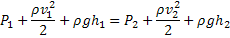 P₁ + ρv₁²/2 + ρgh₁ = P₂ + ρv₂²/2 + ρgh₂